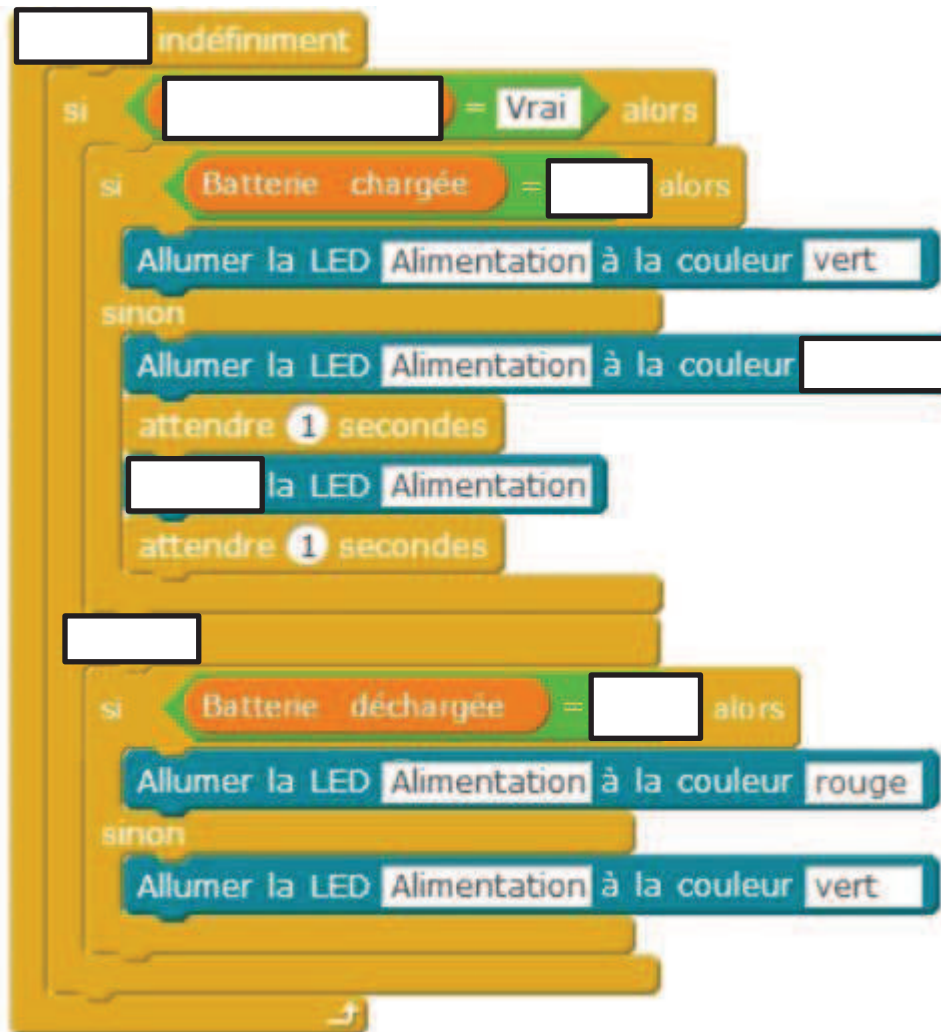 indéfiniment
si = Vrai alors
si Batterie chargée = alors
Allumer la LED Alimentation à la couleur vert
sinon
Allumer la LED Alimentation à la couleur
attendre 1 secondes
la LED Alimentation
attendre 1 secondes
si Batterie déchargée = alors
Allumer la LED Alimentation à la couleur rouge
sinon
Allumer la LED Alimentation à la couleur vert